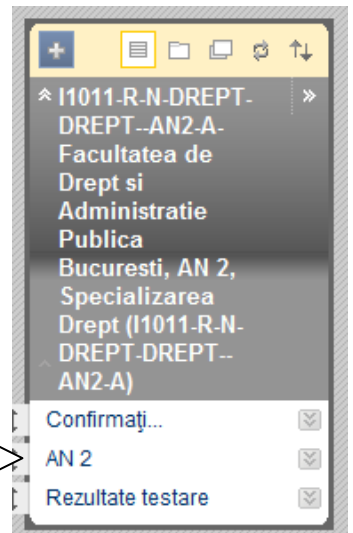 I1011-R-N-DREPT-
DREPT--AN2-A-
Facultatea de
Drept si
Administratie
Publica
Bucuresti, AN 2,
Specializarea
Drept (I1011-R-N-
DREPT-DREPT--
AN2-A)
Confirmaţi...
AN 2
Rezultate testare